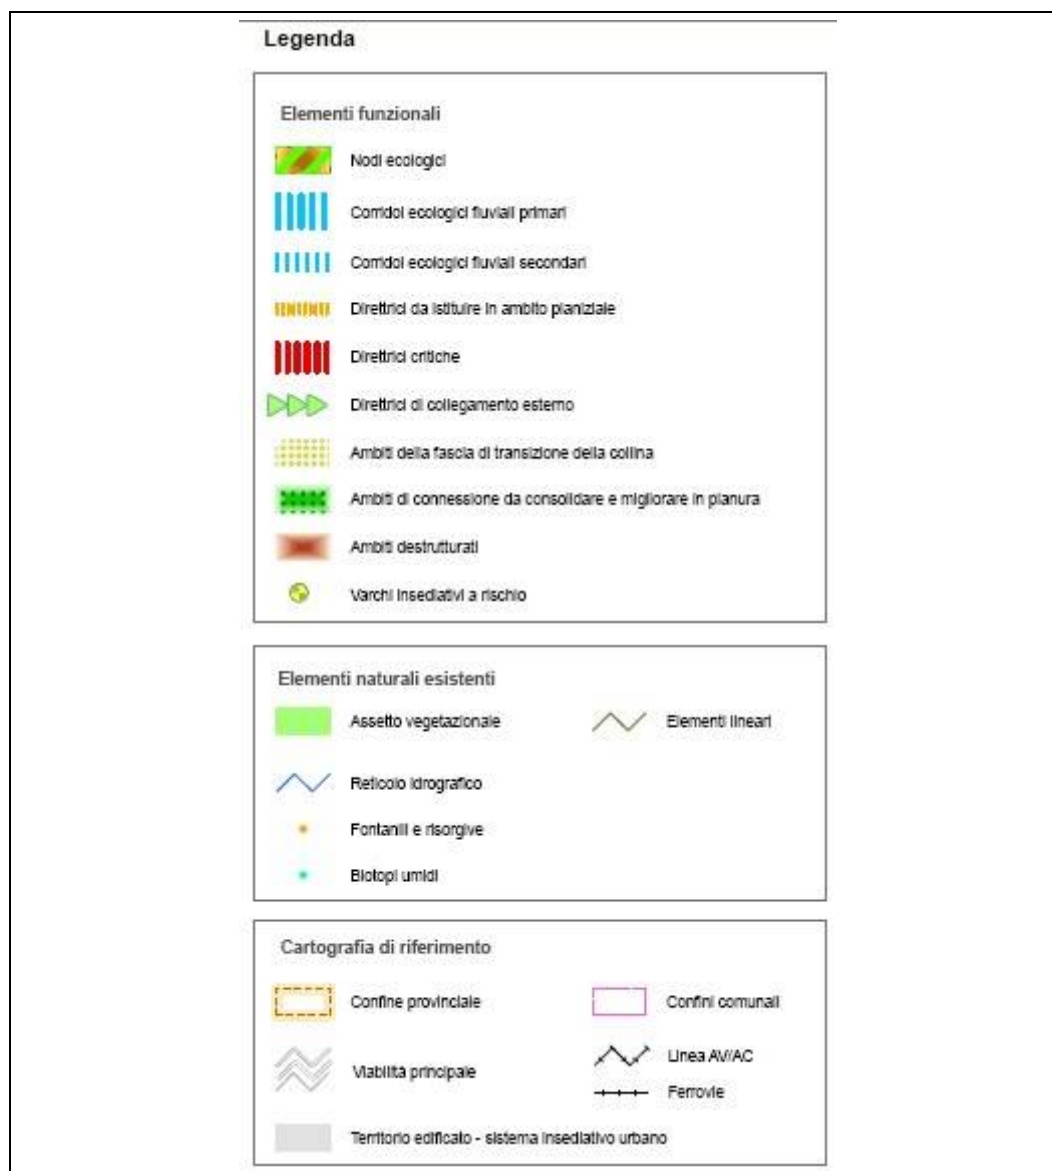 Legenda
Elementi funzionali
Nodi ecologici
Corridoi ecologici fluviali primari
Corridoi ecologici fluviali secondari
Direttrici da istituire in ambito planiziale
Direttrici critiche
Direttrici di collegamento esterno
Ambiti della fascia di transizione della collina
Ambiti di connessione da consolidare e migliorare in pianura
Ambiti destrutturati
Varchi insediativi a rischio
Elementi naturali esistenti
Assetto vegetazionale
Elementi lineari
Reticolo idrografico
Fontanili e risorgive
Biotopi umidi
Cartografia di riferimento
Confine provinciale
Confini comunali
Viabilità principale
Linea AV/AC
Ferrovie
Territorio edificato - sistema insediativo urbano